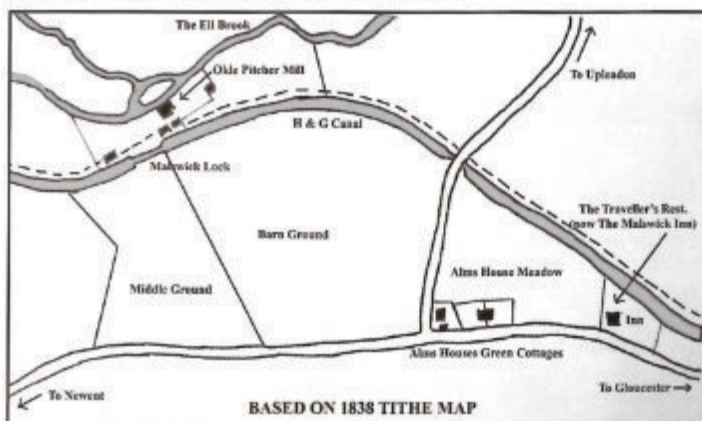 The Ell Brook
Okle Pitcher Mill
To Upleadon
H & G Canal
Malswick Lock
The Traveller's Rest.
(now The Malswick Inn)
Barn Ground
Alms House Meadow
Middle Ground
Inn
Alms Houses Green Cottages
To Newent
To Gloucester
BASED ON 1838 TITHE MAP